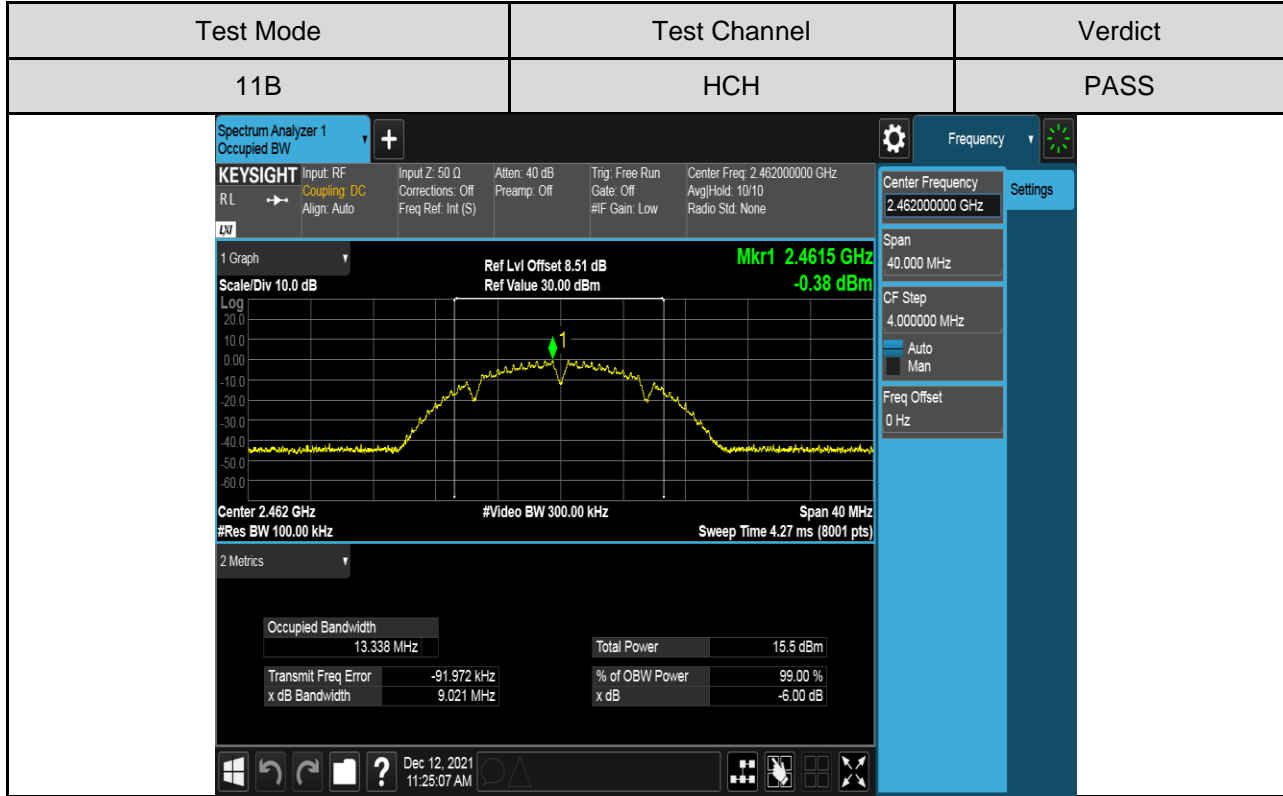 Test Mode Test Channel Verdict
11B HCH PASS
Spectrum Analyzer 1
Occupied BW
Frequency
KEYSIGHT
RL
LXI
Input: RF
Coupling: DC
Align: Auto
Input Z: 50 Ω
Corrections: Off
Freq Ref: Int (S)
Atten: 40 dB
Preamp: Off
Trig: Free Run
Gate: Off
#IF Gain: Low
Center Freq: 2.462000000 GHz
Avg|Hold: 10/10
Radio Std: None
Center Frequency
2.462000000 GHz
Settings
Span
40.000 MHz
CF Step
4.000000 MHz
Auto
Man
Freq Offset
0 Hz
1 Graph
Scale/Div 10.0 dB
Ref Lvl Offset 8.51 dB
Ref Value 30.00 dBm
Mkr1 2.4615 GHz
-0.38 dBm
Log
20.0
10.0
0.00
-10.0
-20.0
-30.0
-40.0
-50.0
-60.0
1
Center 2.462 GHz
#Res BW 100.00 kHz
#Video BW 300.00 kHz
Span 40 MHz
Sweep Time 4.27 ms (8001 pts)
2 Metrics
Occupied Bandwidth
13.338 MHz
Total Power 15.5 dBm
Transmit Freq Error -91.972 kHz
% of OBW Power 99.00 %
x dB Bandwidth 9.021 MHz
x dB -6.00 dB
?
Dec 12, 2021
11:25:07 AM